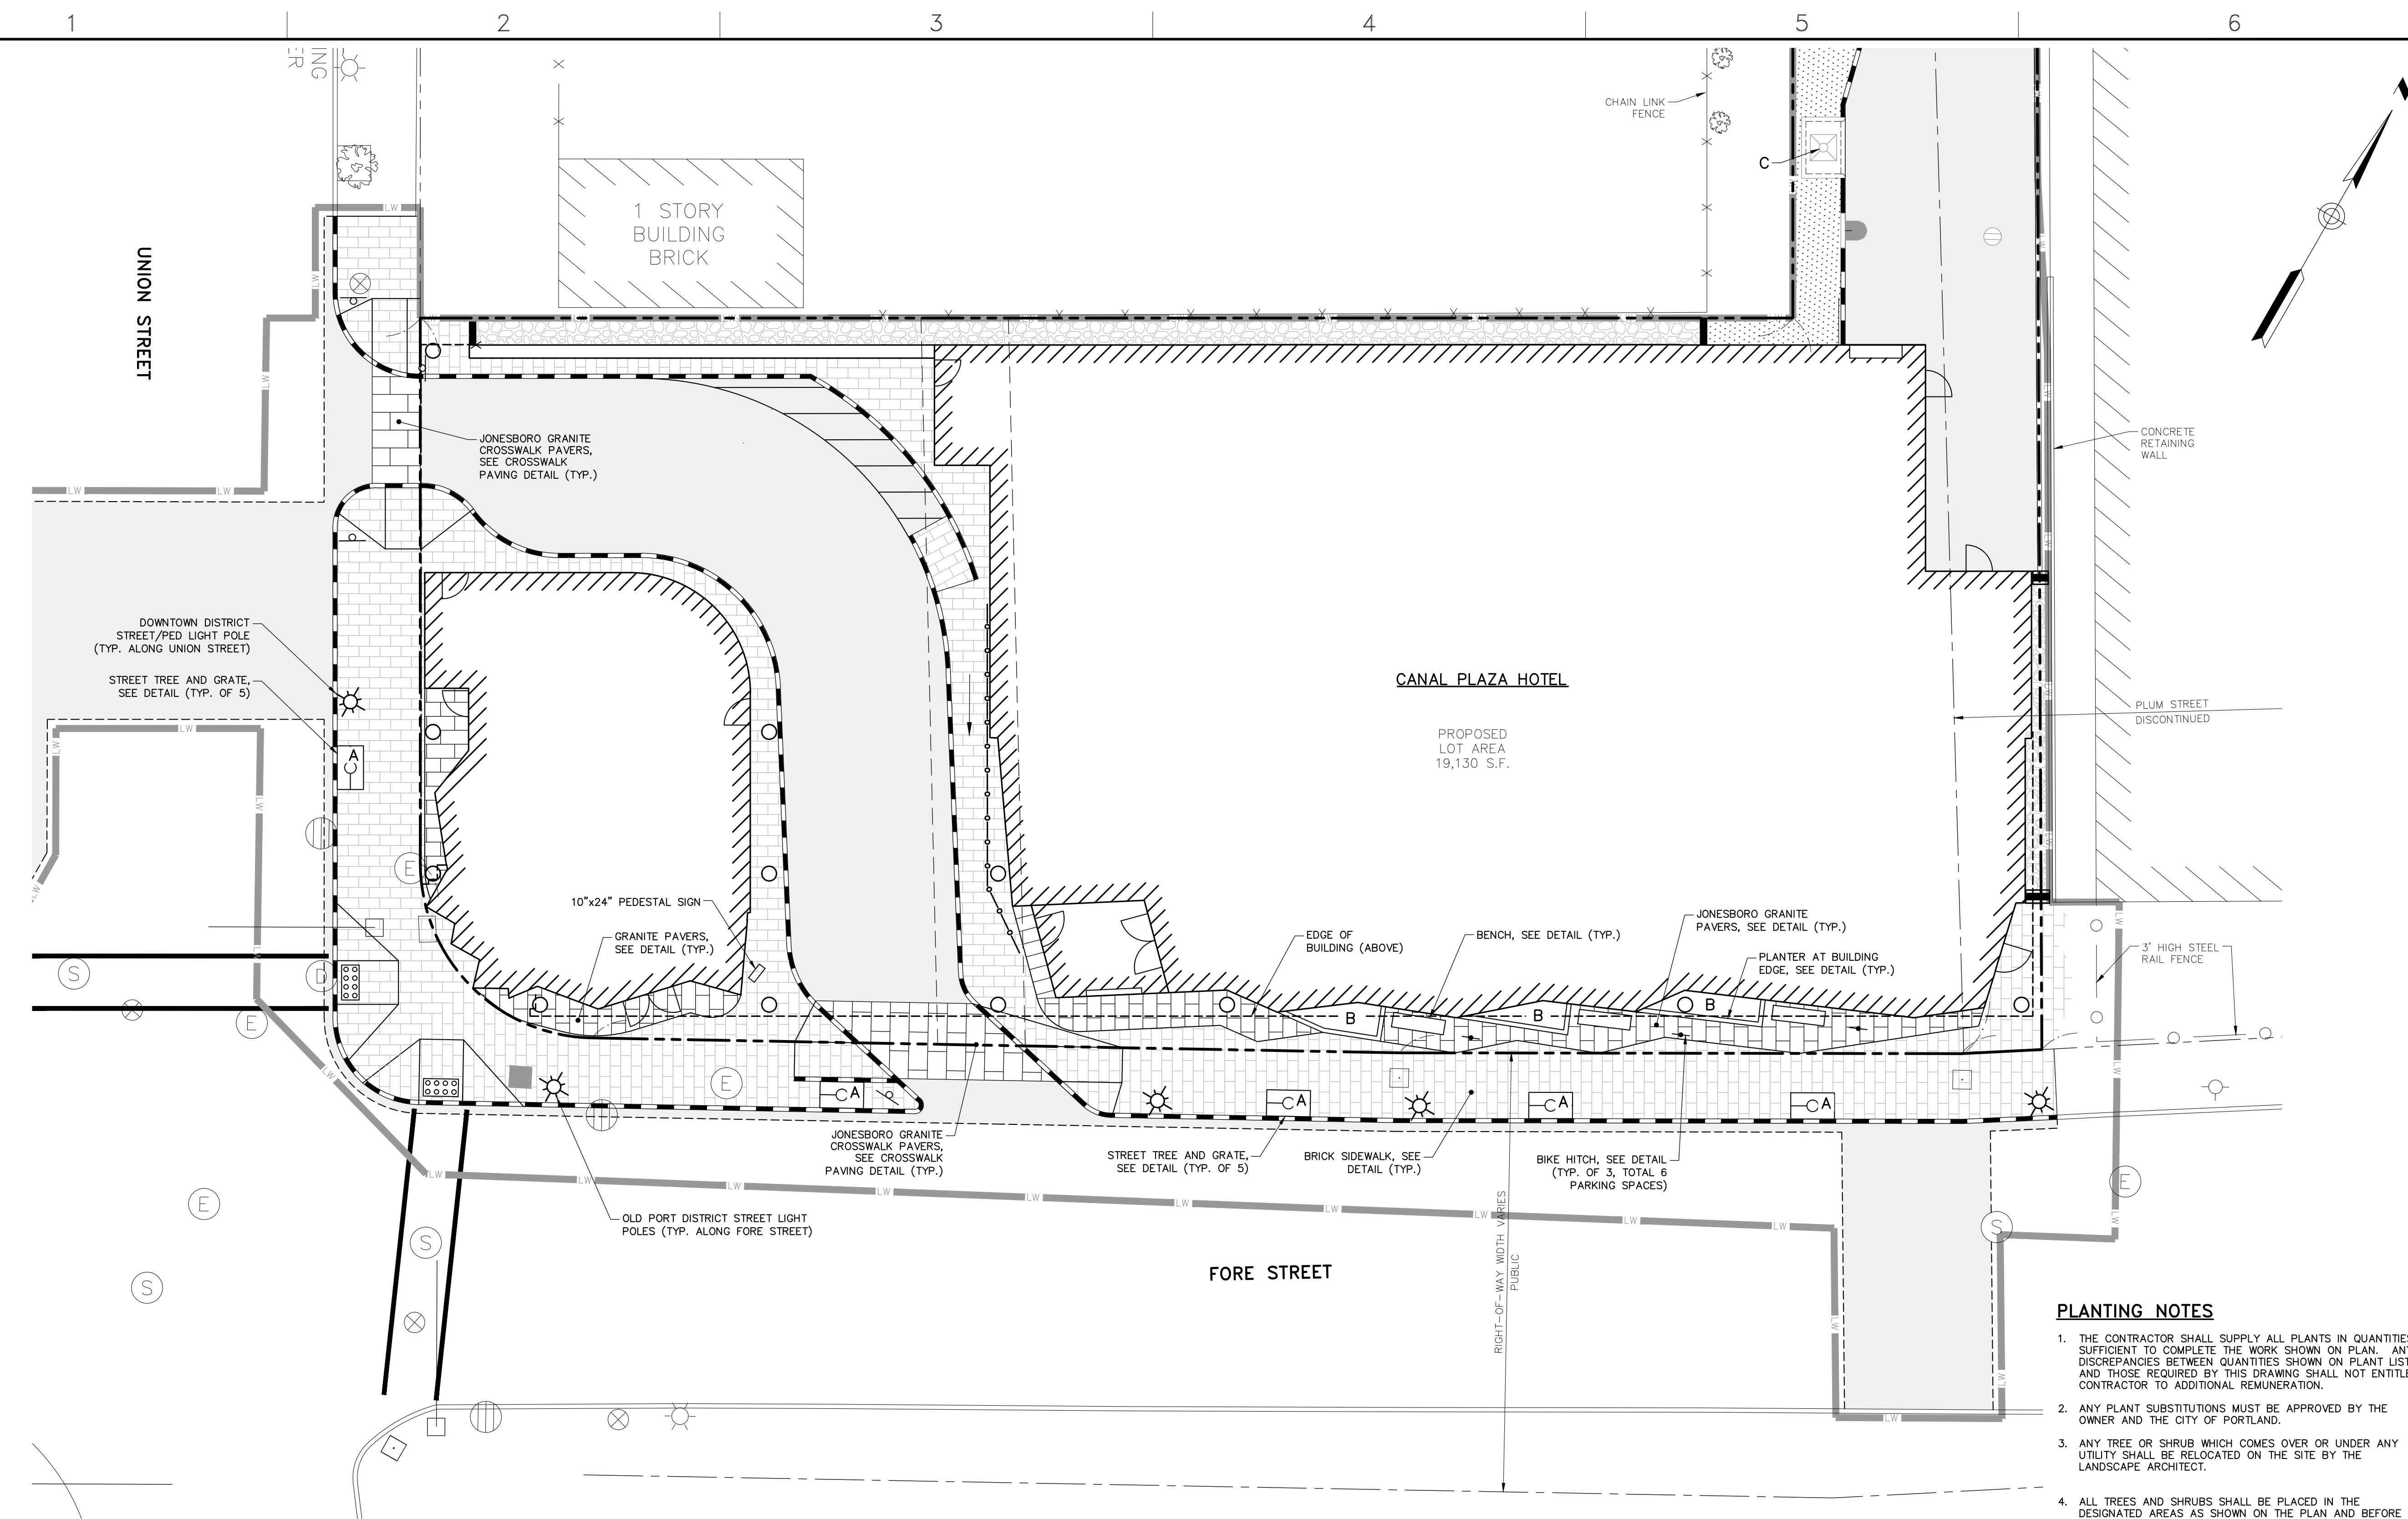 1
2
3
4
5
6
CHAIN LINK
FENCE
C
1 STORY
BUILDING
BRICK
UNION STREET
LW
JONESBORO GRANITE
CROSSWALK PAVERS,
SEE CROSSWALK
PAVING DETAIL (TYP.)
CONCRETE
RETAINING
WALL
DOWNTOWN DISTRICT
STREET/PED LIGHT POLE
(TYP. ALONG UNION STREET)
STREET TREE AND GRATE,
SEE DETAIL (TYP. OF 5)
A
CANAL PLAZA HOTEL
PROPOSED
LOT AREA
19,130 S.F.
PLUM STREET
DISCONTINUED
10"x24" PEDESTAL SIGN
GRANITE PAVERS,
SEE DETAIL (TYP.)
EDGE OF
BUILDING (ABOVE)
BENCH, SEE DETAIL (TYP.)
JONESBORO GRANITE
PAVERS, SEE DETAIL (TYP.)
PLANTER AT BUILDING
EDGE, SEE DETAIL (TYP.)
3' HIGH STEEL
RAIL FENCE
E
S
D
E
B
B
B
E
A
A
A
A
JONESBORO GRANITE
CROSSWALK PAVERS,
SEE CROSSWALK
PAVING DETAIL (TYP.)
STREET TREE AND GRATE,
SEE DETAIL (TYP. OF 5)
BRICK SIDEWALK, SEE
DETAIL (TYP.)
BIKE HITCH, SEE DETAIL
(TYP. OF 3, TOTAL 6
PARKING SPACES)
OLD PORT DISTRICT STREET LIGHT
POLES (TYP. ALONG FORE STREET)
E
S
S
E
S
RIGHT-OF-WAY WIDTH VARIES
PUBLIC
FORE STREET
PLANTING NOTES
1. THE CONTRACTOR SHALL SUPPLY ALL PLANTS IN QUANTITIES
SUFFICIENT TO COMPLETE THE WORK SHOWN ON PLAN. ANY
DISCREPANCIES BETWEEN QUANTITIES SHOWN ON PLANT LIST
AND THOSE REQUIRED BY THIS DRAWING SHALL NOT ENTITLE
CONTRACTOR TO ADDITIONAL REMUNERATION.
2. ANY PLANT SUBSTITUTIONS MUST BE APPROVED BY THE
OWNER AND THE CITY OF PORTLAND.
3. ANY TREE OR SHRUB WHICH COMES OVER OR UNDER ANY
UTILITY SHALL BE RELOCATED ON THE SITE BY THE
LANDSCAPE ARCHITECT.
4. ALL TREES AND SHRUBS SHALL BE PLACED IN THE
DESIGNATED AREAS AS SHOWN ON THE PLAN AND BEFORE